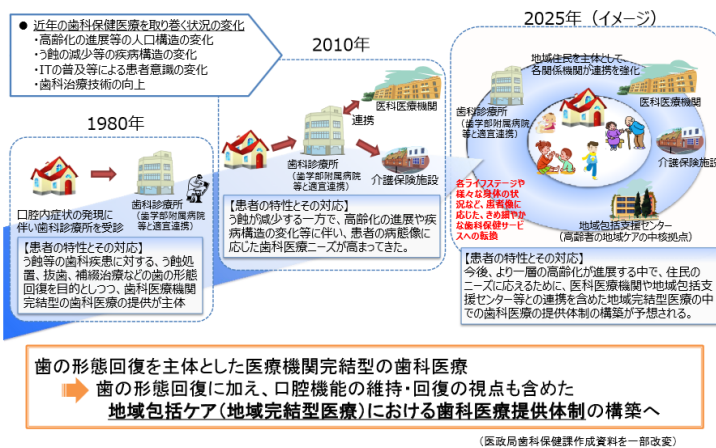 ● 近年の歯科保健医療を取り巻く状況の変化
・高齢化の進展等の人口構造の変化
・う蝕の減少等の疾病構造の変化
・ITの普及等による患者意識の変化
・歯科治療技術の向上
1980年
歯科診療所
(歯学部附属病院
等と適宜連携)
口腔内症状の発現に
伴い歯科診療所を受診
【患者の特性とその対応】
う蝕等の歯科疾患に対する、う蝕処
置、抜歯、補綴治療などの歯の形態
回復を目的としつつ、歯科医療機関
完結型の歯科医療の提供が主体
2010年
医科医療機関
連携
歯科診療所
(歯学部附属病院
等と適宜連携)
介護保険施設
【患者の特性とその対応】
う蝕が減少する一方で、高齢化の進展や疾
病構造の変化等に伴い、患者の病態像に
応じた歯科医療ニーズが高まってきた。
2025年(イメージ)
地域住民を主体として、
各関係機関が連携を強化
歯科診療所
(歯学部附属病院
等と適宜連携)
医科医療機関
介護保険施設
各ライフステージや
様々な身体の状
況など、患者像に
応じた、きめ細やか
な歯科保健サービ
スへの転換
地域包括支援センター
(高齢者の地域ケアの中核拠点)
【患者の特性とその対応】
今後、より一層の高齢化が進展する中で、住民の
ニーズに応えるために、医科医療機関や地域包括支
援センター等との連携を含めた地域完結型医療の中
での歯科医療の提供体制の構築が予想される。
歯の形態回復を主体とした医療機関完結型の歯科医療
歯の形態回復に加え、口腔機能の維持・回復の視点も含めた
地域包括ケア(地域完結型医療)における歯科医療提供体制の構築へ
(医政局歯科保健課作成資料を一部改変)